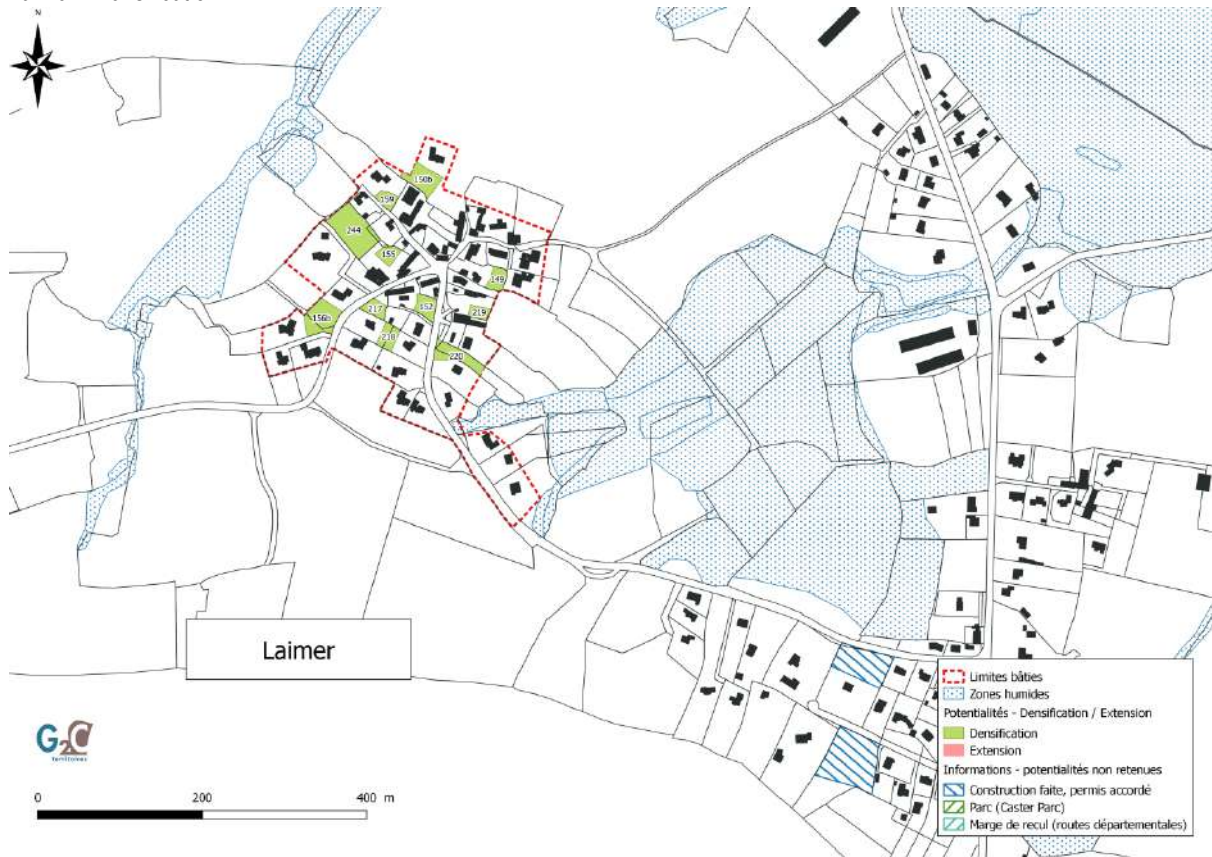 N
150b
159
244
155
149
156b
217
152
219
218
220
Laimer
G2C
territoires
0 200 400 m
Limites bâties
Zones humides
Potentialités - Densification / Extension
Densification
Extension
Informations - potentialités non retenues
Construction faite, permis accordé
Parc (Caster Parc)
Marge de recul (routes départementales)